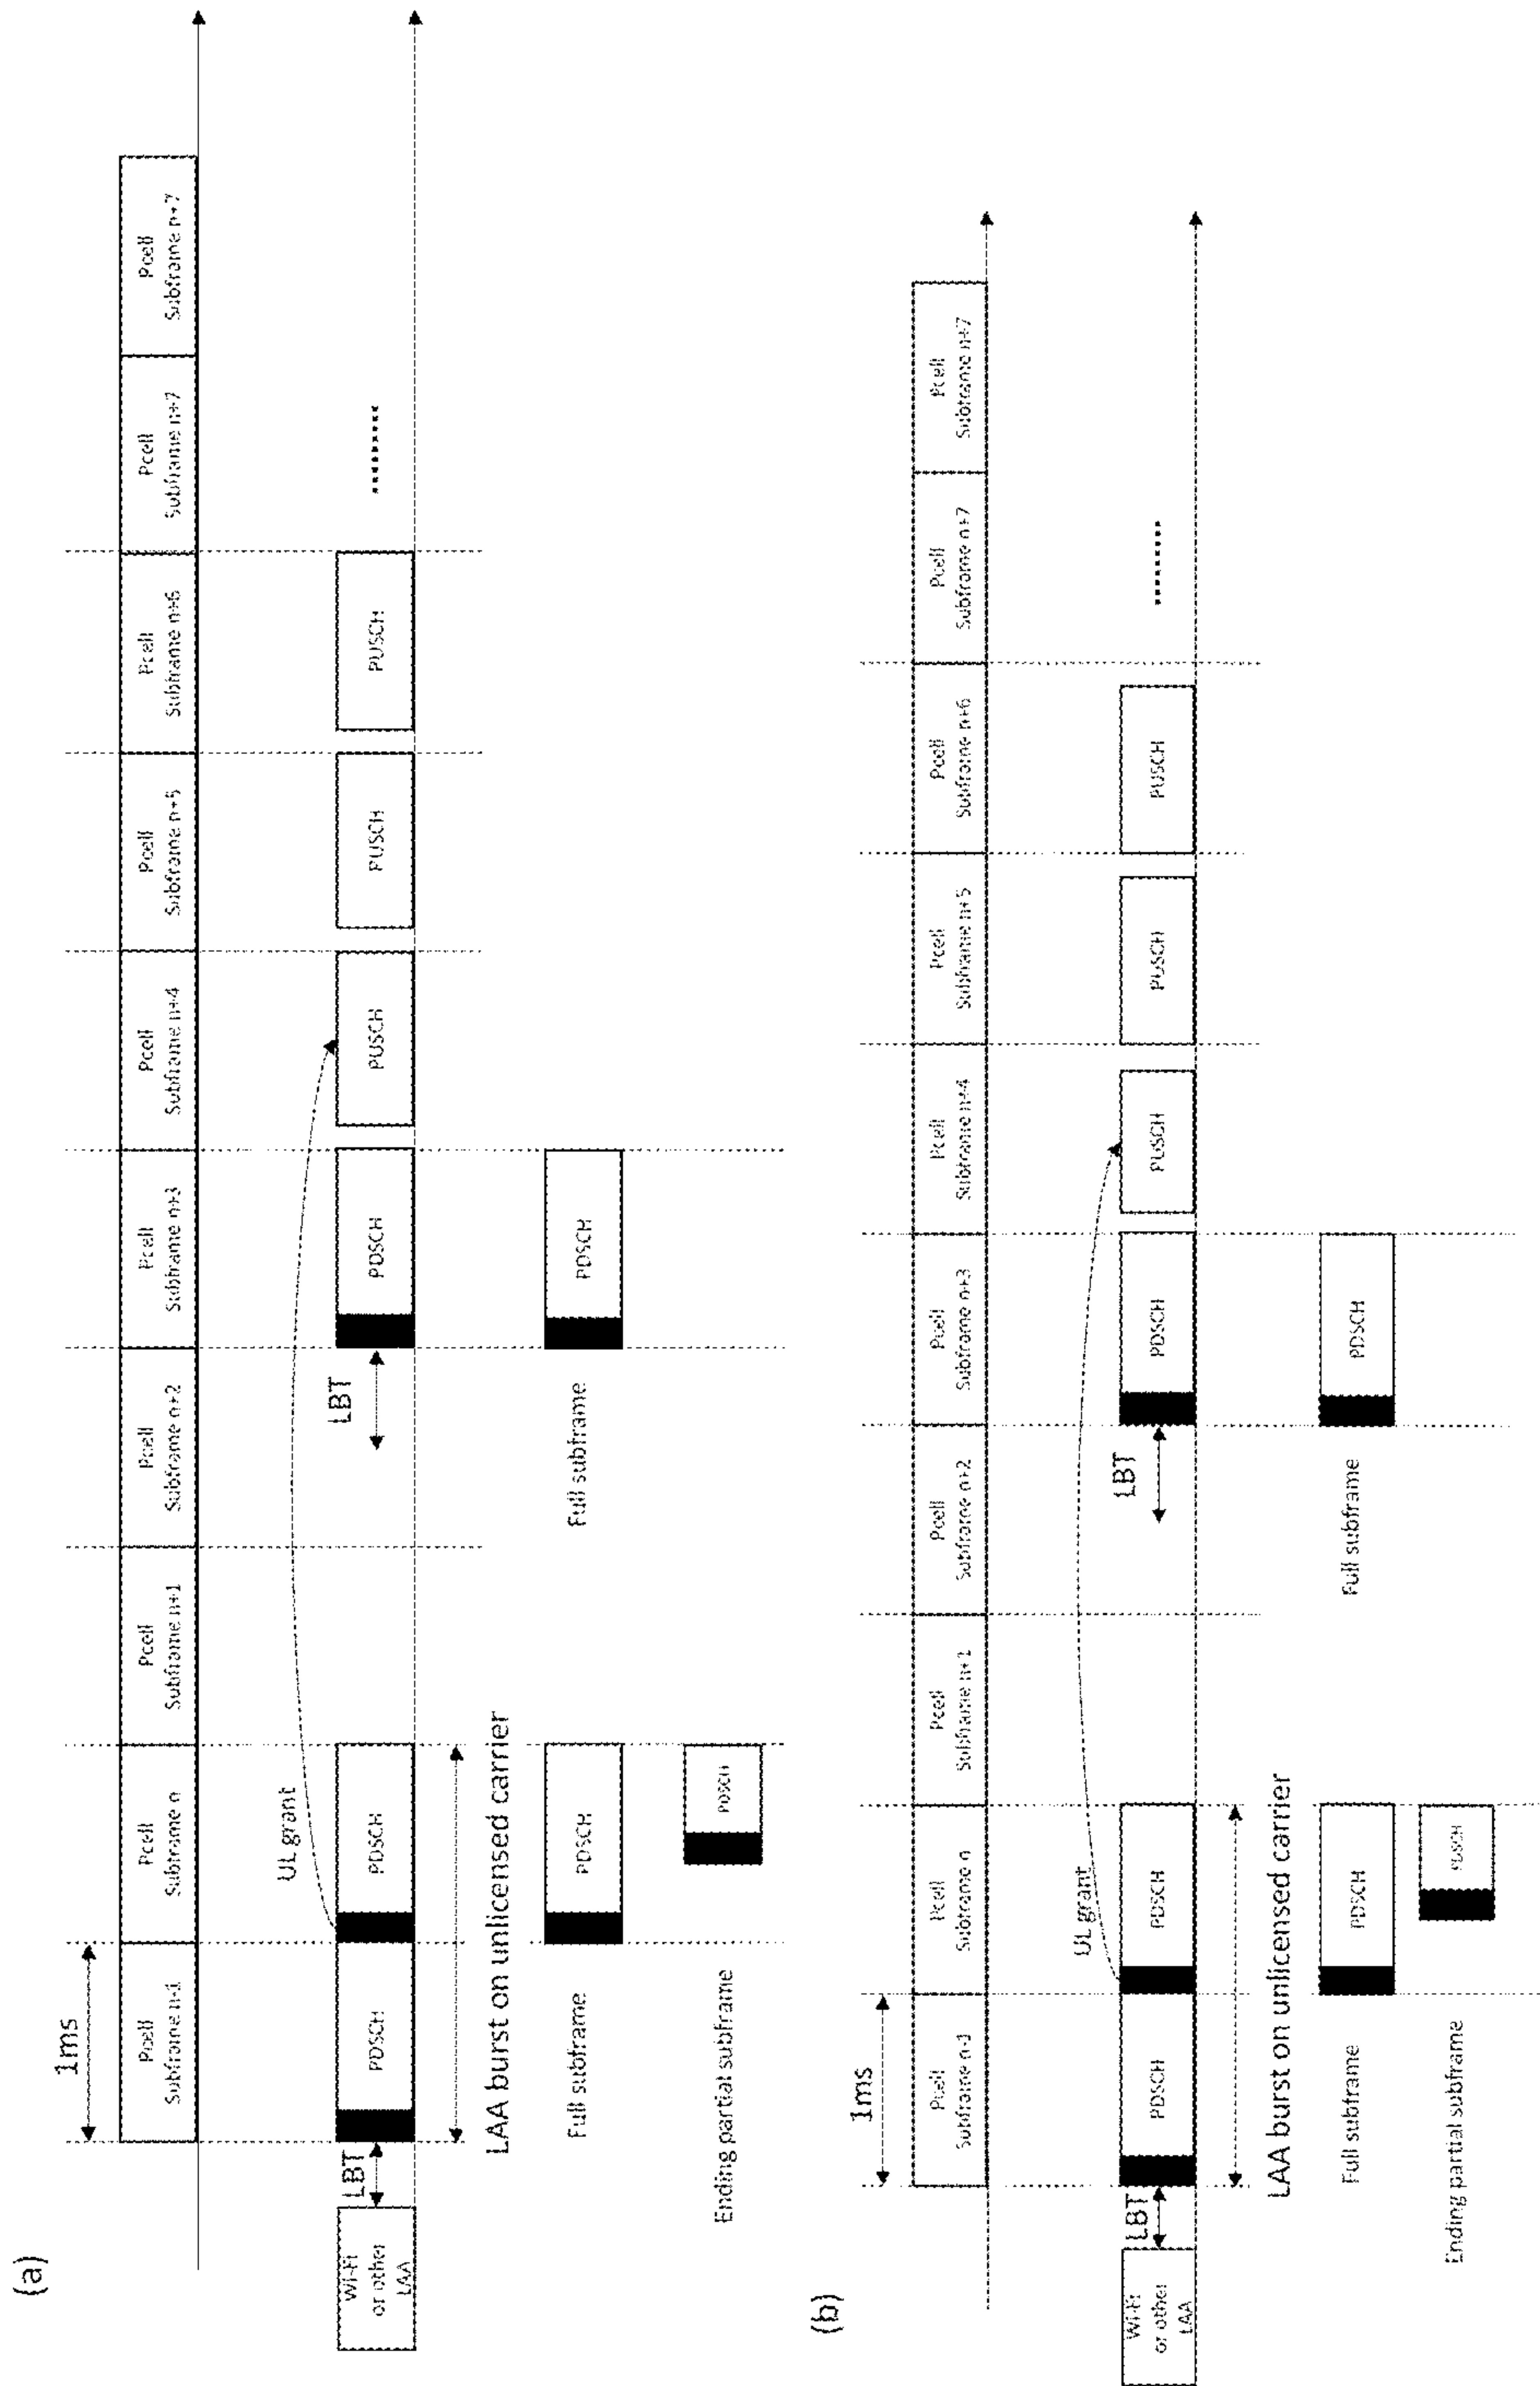 (a)
1ms
Pcell
Subframe n-1
Pcell
Subframe n
Pcell
Subframe n+1
Pcell
Subframe n+2
Pcell
Subframe n+3
Pcell
Subframe n+4
Pcell
Subframe n+5
Pcell
Subframe n+6
Pcell
Subframe n+7
Pcell
Subframe n+7
UL grant
LBT
LBT
Wi-Fi
or other
LAA
PDSCH
PDSCH
PDSCH
PUSCH
PUSCH
PUSCH
LAA burst on unlicensed carrier
Full subframe
PDSCH
Full subframe
PDSCH
Ending partial subframe
PDSCH
(b)
1ms
Pcell
Subframe n-1
Pcell
Subframe n
Pcell
Subframe n+1
Pcell
Subframe n+2
Pcell
Subframe n+3
Pcell
Subframe n+4
Pcell
Subframe n+5
Pcell
Subframe n+6
Pcell
Subframe n+7
Pcell
Subframe n+7
UL grant
LBT
LBT
Wi-Fi
or other
LAA
PDSCH
PDSCH
PDSCH
PUSCH
PUSCH
PUSCH
LAA burst on unlicensed carrier
Full subframe
PDSCH
Full subframe
PDSCH
Ending partial subframe
PDSCH